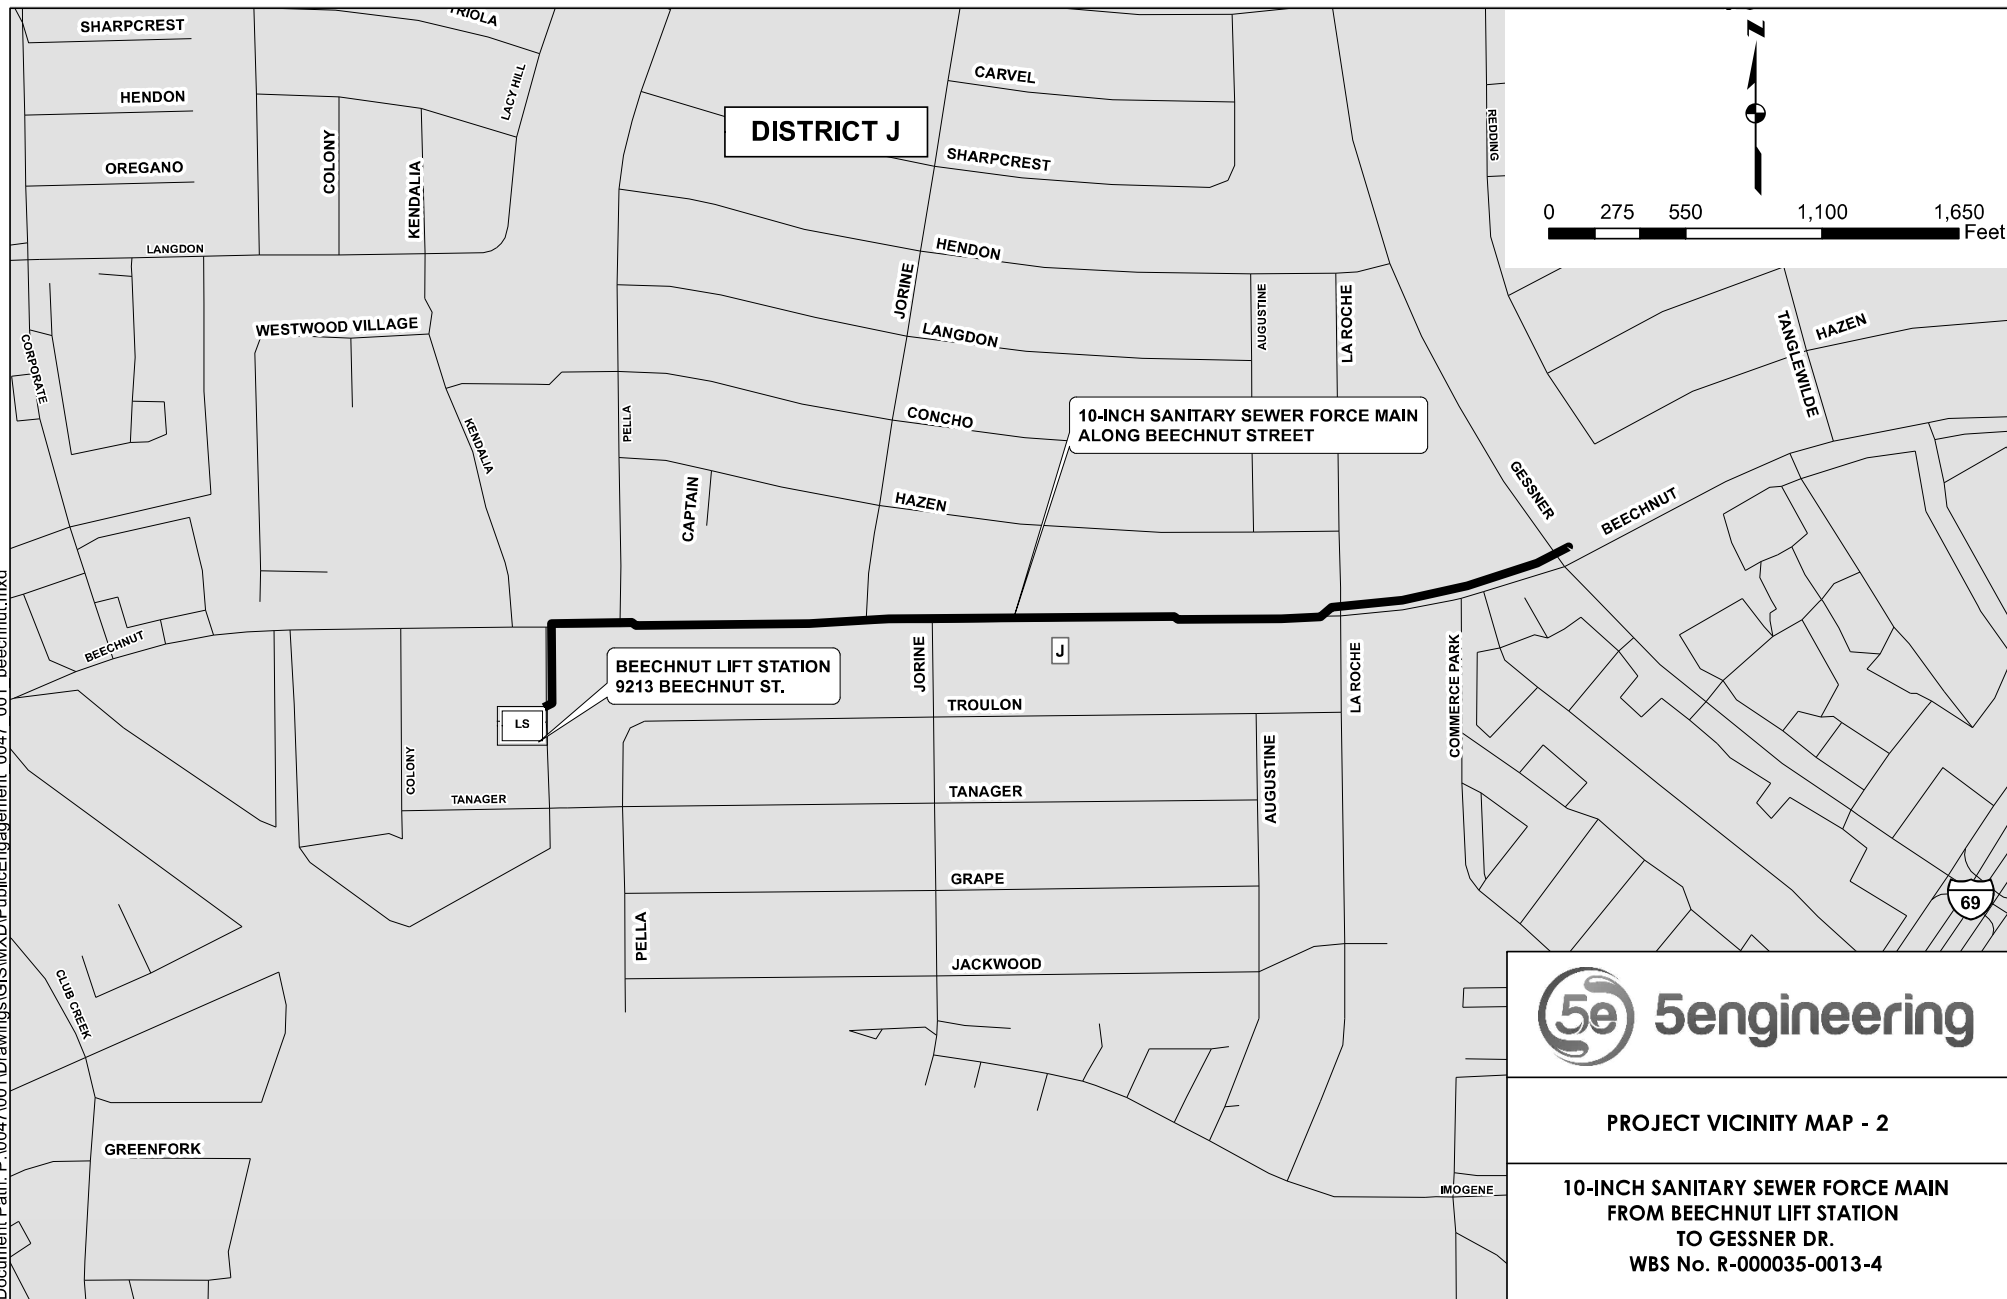 SHARPCREST
LACY HILL
CARVEL
HENDON
COLONY
DISTRICT J
REDDING
N
0 275 550 1,100 1,650
Feet
OREGANO
KENDALIA
SHARPCREST
LANGDON
HENDON
JORINE
AUGUSTINE
LA ROCHE
WESTWOOD VILLAGE
LANGDON
TANGLEWILDE
HAZEN
CORPORATE
KENDALIA
PELLA
CONCHO
10-INCH SANITARY SEWER FORCE MAIN
ALONG BEECHNUT STREET
CAPTAIN
HAZEN
GESSNER
BEECHNUT
BEECHNUT
BEECHNUT LIFT STATION
9213 BEECHNUT ST.
JORINE
J
LA ROCHE
COMMERCE PARK
LS
TROULON
COLONY
TANAGER
TANAGER
AUGUSTINE
GRAPE
69
PELLA
JACKWOOD
CLUB CREEK
GREENFORK
IMOGENE
5e 5engineering
PROJECT VICINITY MAP - 2
10-INCH SANITARY SEWER FORCE MAIN
FROM BEECHNUT LIFT STATION
TO GESSNER DR.
WBS No. R-000035-0013-4